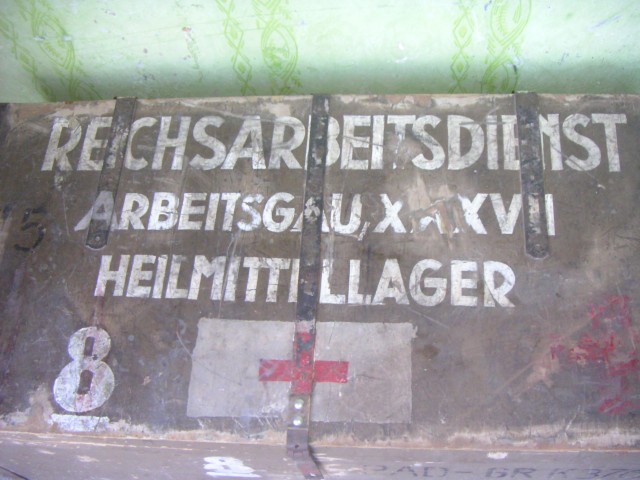 REICHSARBEITSDIENST
ARBEITSGAU XXXVII
HEILMITTELLAGER
8